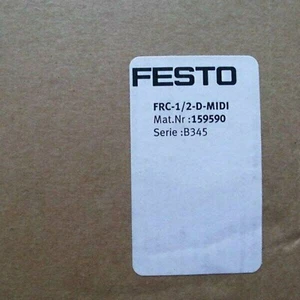 FESTO
FRC-1/2-D-MIDI
Mat.Nr :159590
Serie :B345